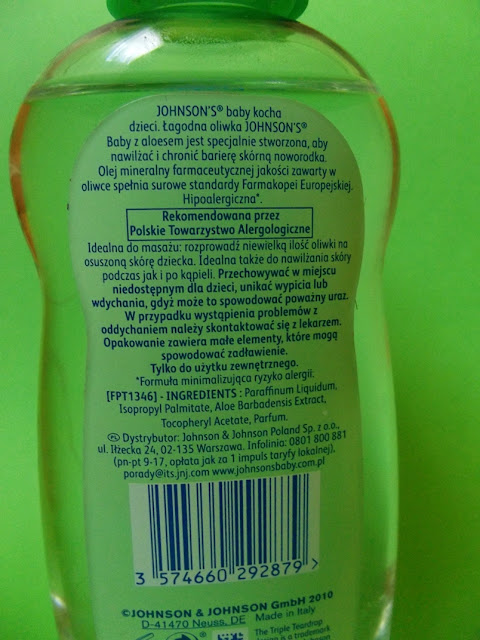 JOHNSON'S® baby kocha
dzieci. Łagodna oliwka JOHNSON'S®
Baby z aloesem jest specjalnie stworzona, aby
nawilżać i chronić barierę skórną noworodka.
Olej mineralny farmaceutycznej jakości zawarty w
oliwce spełnia surowe standardy Farmakopei Europejskiej.
Hipoalergiczna*.
Rekomendowana przez
Polskie Towarzystwo Alergologiczne
Idealna do masażu: rozprowadź niewielką ilość oliwki na
osuszoną skórę dziecka. Idealna także do nawilżania skóry
podczas jak i po kąpieli. Przechowywać w miejscu
niedostępnym dla dzieci, unikać wypicia lub
wdychania, gdyż może to spowodować poważny uraz.
W przypadku wystąpienia problemów z
oddychaniem należy skontaktować się z lekarzem.
Opakowanie zawiera małe elementy, które mogą
spowodować zadławienie.
Tylko do użytku zewnętrznego.
*Formuła minimalizująca ryzyko alergii.
[FPT1346] - INGREDIENTS : Paraffinum Liquidum,
Isopropyl Palmitate, Aloe Barbadensis Extract,
Tocopheryl Acetate, Parfum.
PL Dystrybutor: Johnson & Johnson Poland Sp. z o.o.,
ul. Iłżecka 24, 02-135 Warszawa. Infolinia: 0801 800 881
(pn-pt 9-17, opłata jak za 1 impuls taryfy lokalnej),
porady@its.jnj.com www.johnsonsbaby.com.pl
3 574660 292879 >
©JOHNSON & JOHNSON GmbH 2010
D-41470 Neuss, DE Made in Italy
The Triple Teardrop
design is a trademark